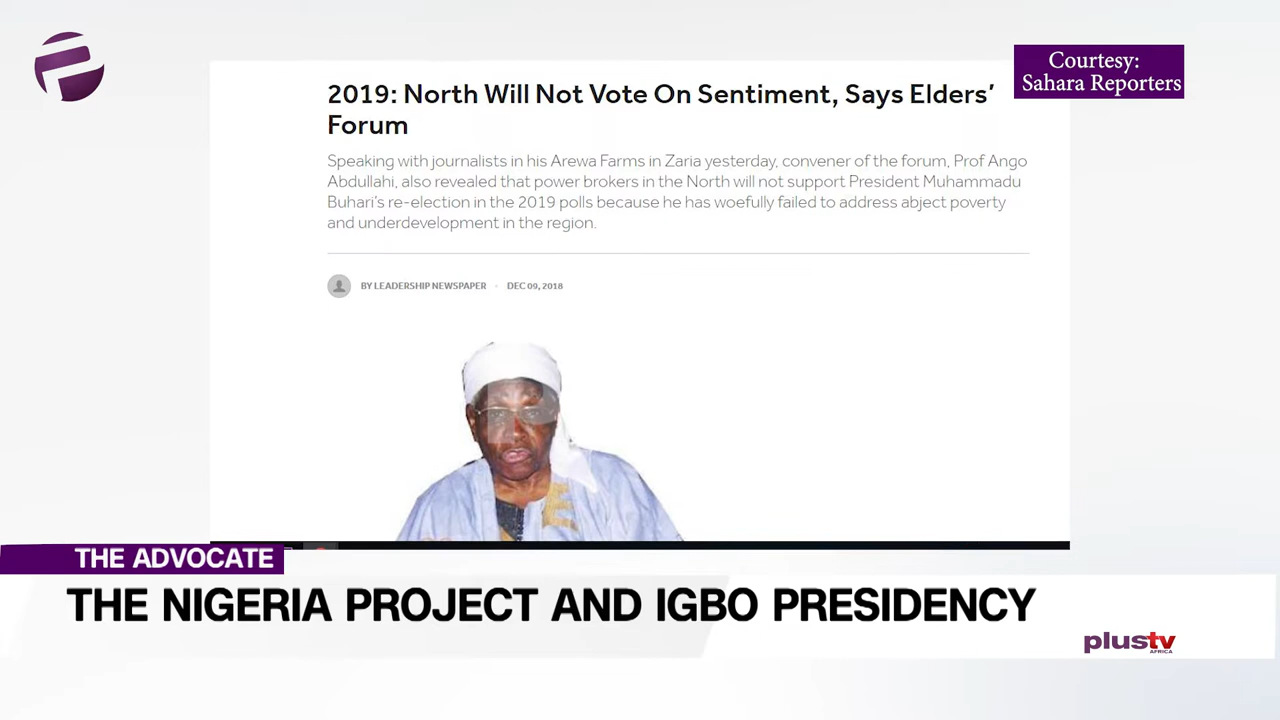 Courtesy:
Sahara Reporters
2019: North Will Not Vote On Sentiment, Says Elders’
Forum
Speaking with journalists in his Arewa Farms in Zaria yesterday, convener of the forum, Prof Ango
Abdullahi, also revealed that power brokers in the North will not support President Muhammadu
Buhari’s re-election in the 2019 polls because he has woefully failed to address abject poverty
and underdevelopment in the region.
BY LEADERSHIP NEWSPAPER • DEC 09, 2018
THE ADVOCATE
THE NIGERIA PROJECT AND IGBO PRESIDENCY
plustv
AFRICA